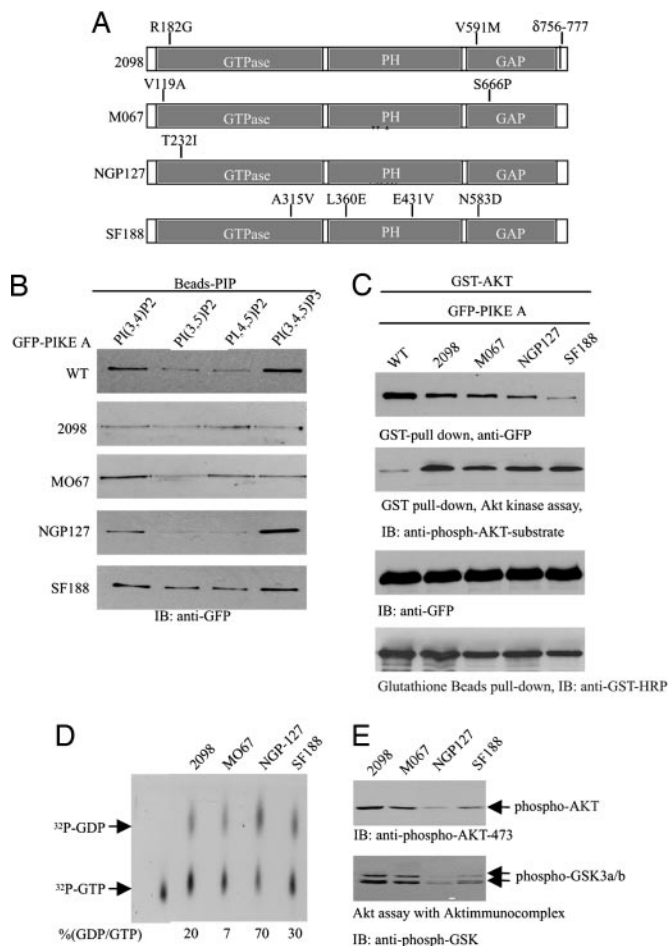 A
R182G V591M δ756-777
2098 GTPase PH GAP
V119A S666P
M067 GTPase PH GAP
T232I
NGP127 GTPase PH GAP
A315V L360E E431V N583D
SF188 GTPase PH GAP
B
Beads-PIP
PI(3,4)P2 PI(3,5)P2 PI,4,5)P2 PI(3,4,5)P3
GFP-PIKE A
WT
2098
MO67
NGP127
SF188
IB: anti-GFP
C
GST-AKT
GFP-PIKE A
WT 2098 M067 NGP127 SF188
GST-pull down, anti-GFP
GST pull-down, Akt kinase assay,
IB: anti-phosph-AKT-substrate
IB: anti-GFP
Glutathione Beads pull-down, IB: anti-GST-HRP
D
2098 MO67 NGP-127 SF188
32P-GDP
32P-GTP
%(GDP/GTP) 20 7 70 30
E
2098 M067 NGP127 SF188
phospho-AKT
IB: anti-phospho-AKT-473
phospho-GSK3a/b
Akt assay with Aktimmunocomplex
IB: anti-phosph-GSK